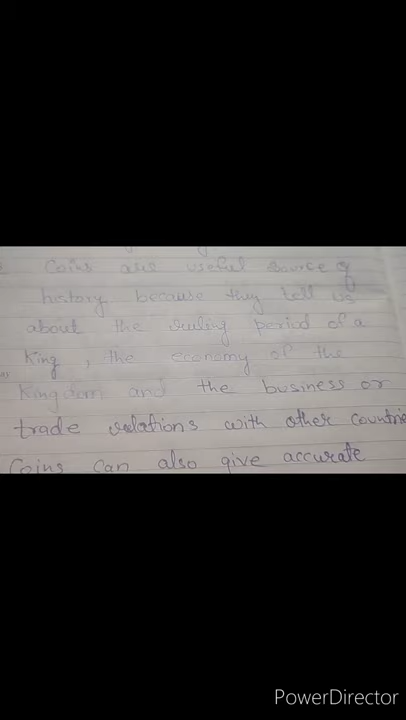 Coins are useful source of
history because they tell us
about the ruling period of a
King, the economy of the
Kingdom and the business or
trade relations with other countrie
Coins can also give accurate
PowerDirector